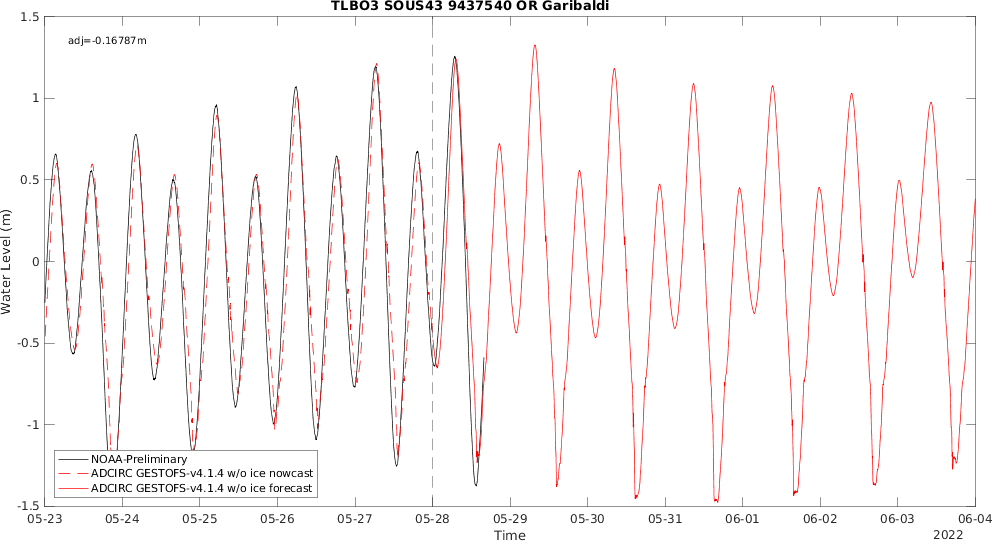 TLBO3 SOUS43 9437540 OR Garibaldi
adj=-0.16787m
1.5
1
0.5
0
-0.5
-1
-1.5
Water Level (m)
NOAA-Preliminary
ADCIRC GESTOFS-v4.1.4 w/o ice nowcast
ADCIRC GESTOFS-v4.1.4 w/o ice forecast
05-23 05-24 05-25 05-26 05-27 05-28 05-29 05-30 05-31 06-01 06-02 06-03 06-04
Time
2022